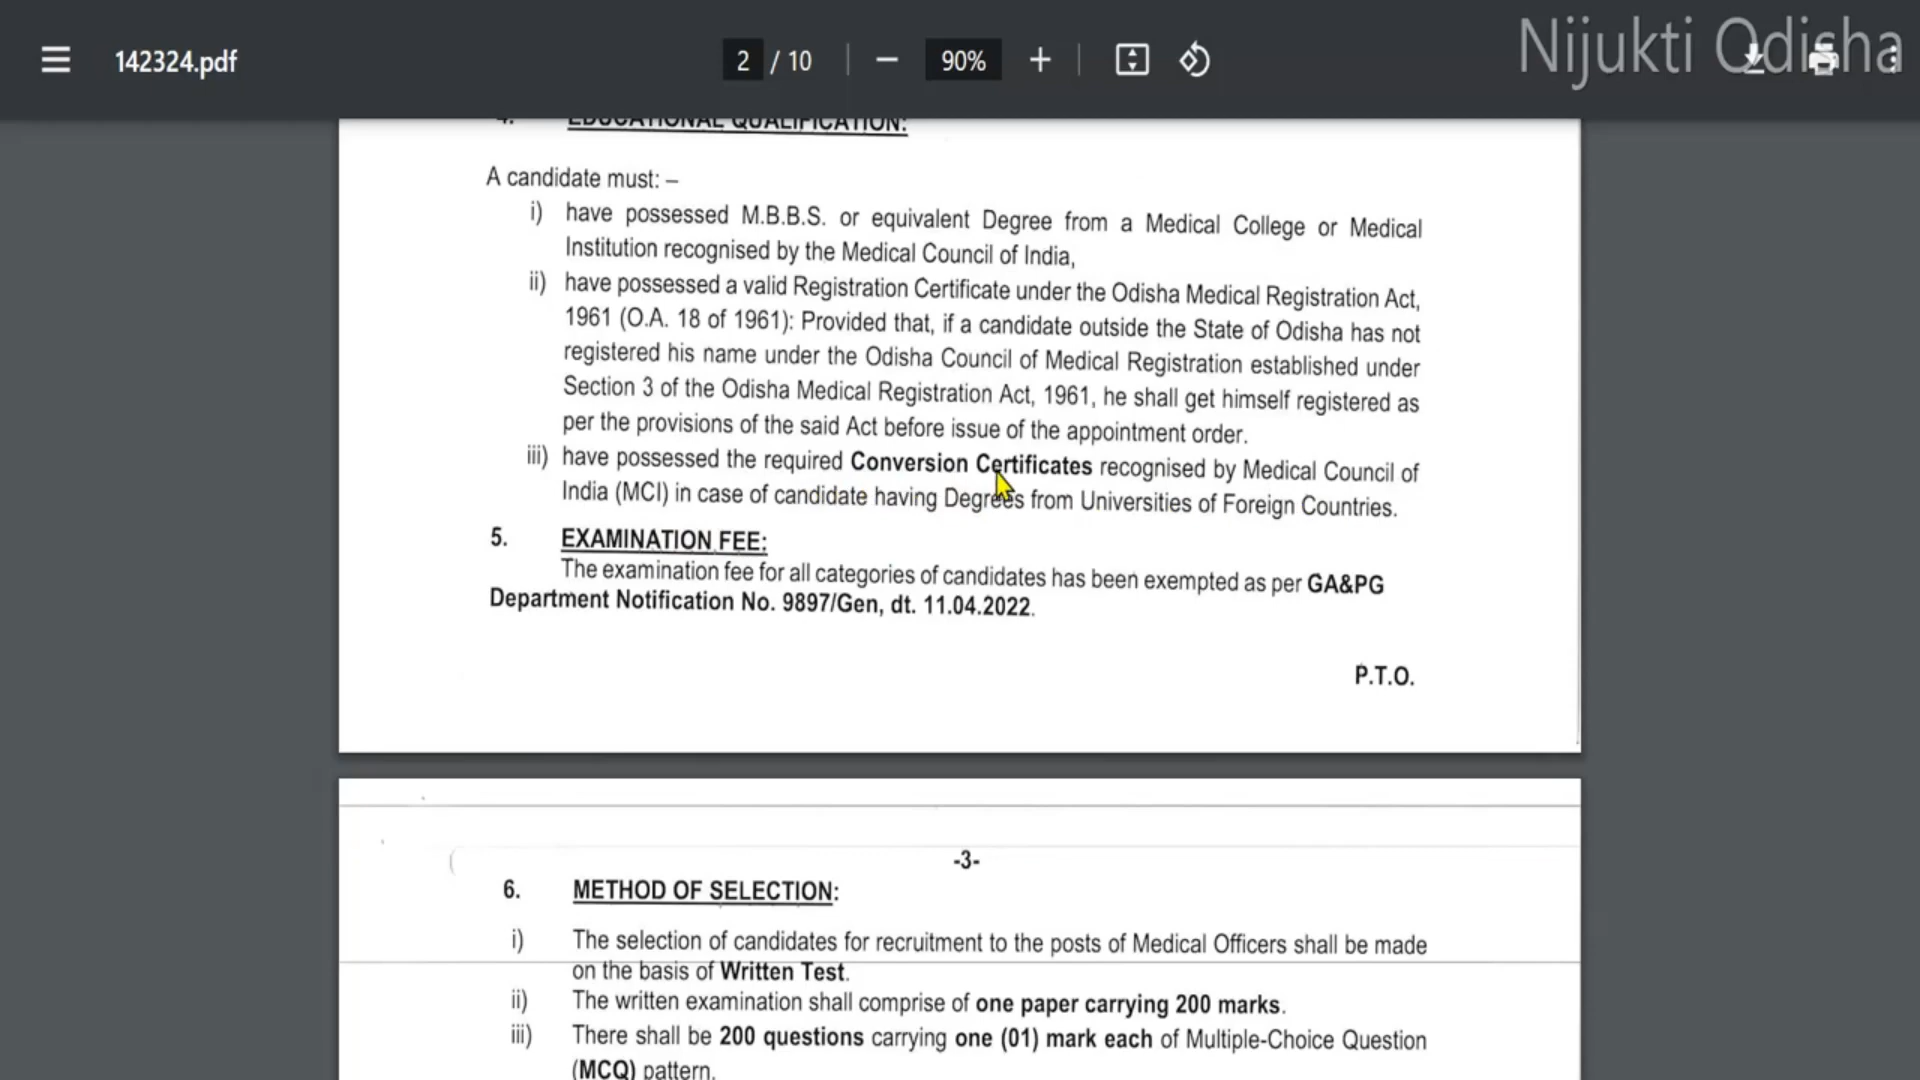 142324.pdf
2 / 10
90%
Nijukti Odisha
4. EDUCATIONAL QUALIFICATION:
A candidate must: –
i) have possessed M.B.B.S. or equivalent Degree from a Medical College or Medical
Institution recognised by the Medical Council of India,
ii) have possessed a valid Registration Certificate under the Odisha Medical Registration Act,
1961 (O.A. 18 of 1961): Provided that, if a candidate outside the State of Odisha has not
registered his name under the Odisha Council of Medical Registration established under
Section 3 of the Odisha Medical Registration Act, 1961, he shall get himself registered as
per the provisions of the said Act before issue of the appointment order.
iii) have possessed the required Conversion Certificates recognised by Medical Council of
India (MCI) in case of candidate having Degrees from Universities of Foreign Countries.
5. EXAMINATION FEE:
The examination fee for all categories of candidates has been exempted as per GA&PG
Department Notification No. 9897/Gen, dt. 11.04.2022.
P.T.O.
-3-
6. METHOD OF SELECTION:
i) The selection of candidates for recruitment to the posts of Medical Officers shall be made
on the basis of Written Test.
ii) The written examination shall comprise of one paper carrying 200 marks.
iii) There shall be 200 questions carrying one (01) mark each of Multiple-Choice Question
(MCQ) pattern.